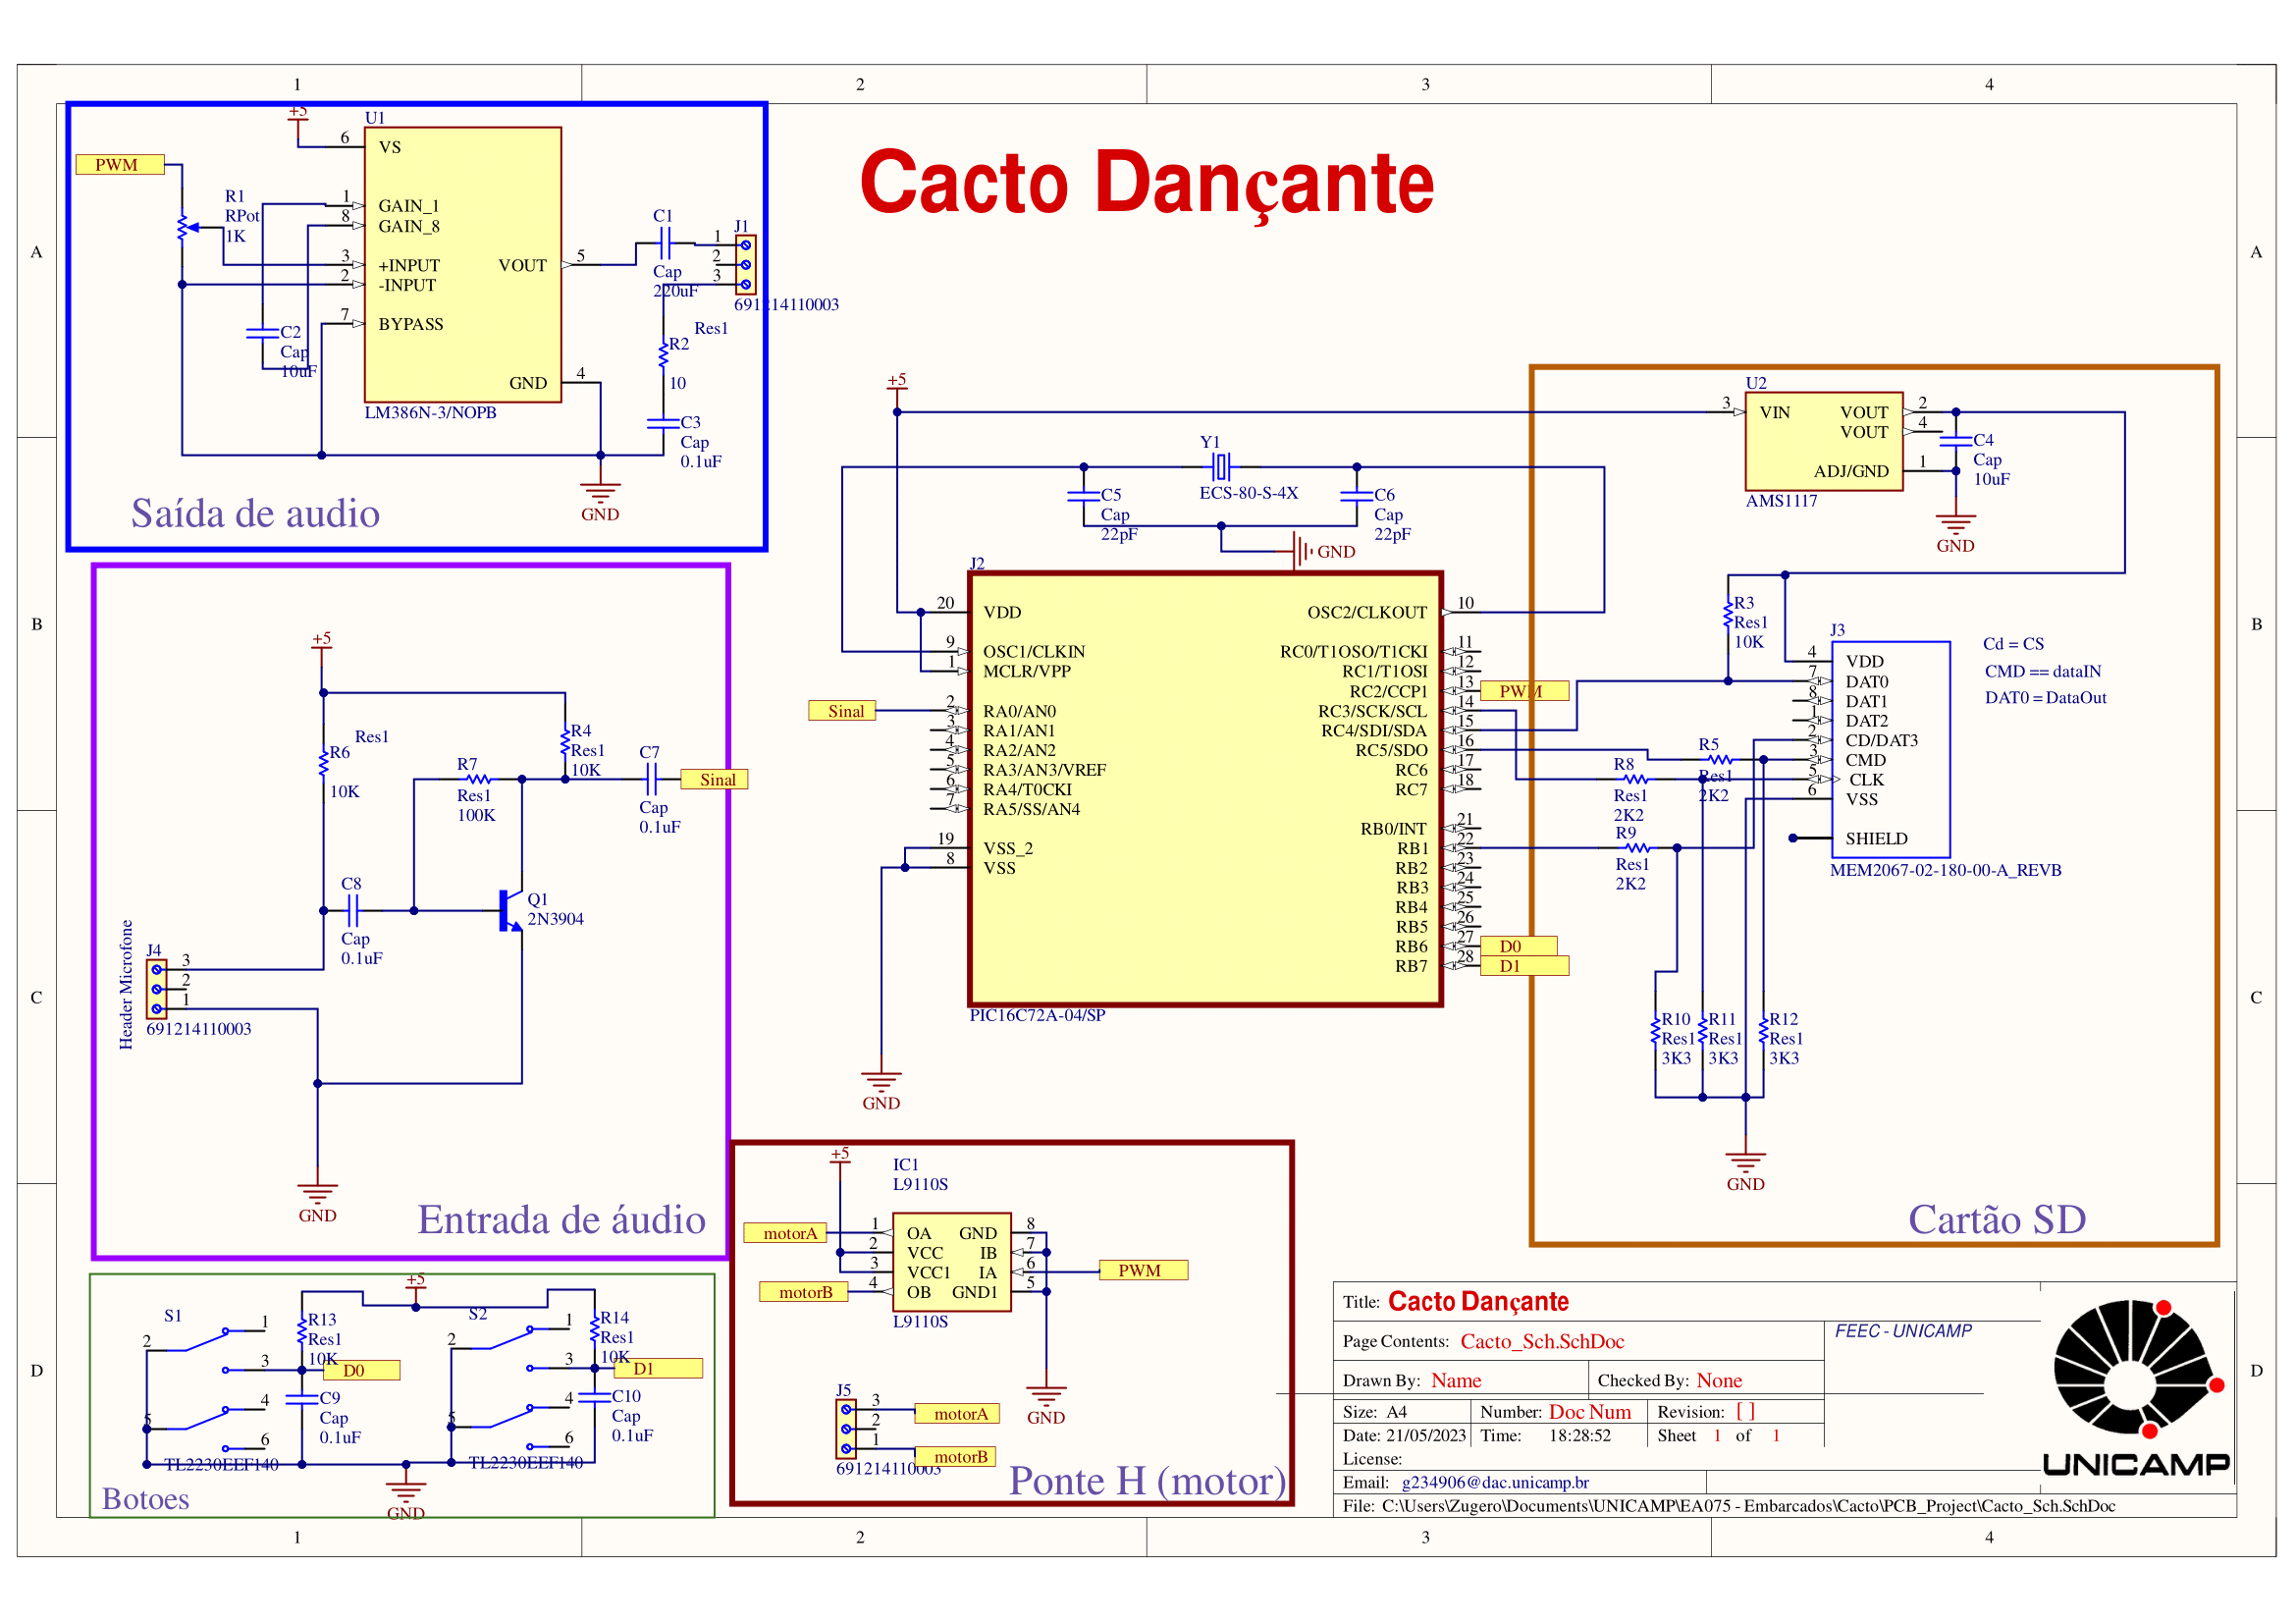 1
2
3
4
A
A
B
B
C
C
D
D
1
2
3
4
Cacto Dançante
+5
U1
6
VS
PWM
R1
RPot
1K
1
GAIN_1
8
GAIN_8
3
+INPUT
2
-INPUT
7
BYPASS
VOUT
5
GND
4
LM386N-3/NOPB
C2
Cap
10uF
C1
Cap
220uF
J1
1
2
3
691214110003
Res1
R2
10
C3
Cap
0.1uF
GND
Saída de audio
+5
R6
Res1
10K
R4
Res1
10K
R7
Res1
100K
C7
Cap
0.1uF
Sinal
C8
Cap
0.1uF
Q1
2N3904
Header Microfone
J4
3
2
1
691214110003
GND
Entrada de áudio
+5
S1
2
1
3
4
5
6
TL2230EEF140
R13
Res1
10K
D0
C9
Cap
0.1uF
S2
2
1
3
4
5
6
TL2230EEF140
R14
Res1
10K
D1
C10
Cap
0.1uF
GND
Botoes
+5
Y1
ECS-80-S-4X
C5
Cap
22pF
C6
Cap
22pF
GND
J2
20
VDD
9
OSC1/CLKIN
1
MCLR/VPP
Sinal
2
RA0/AN0
3
RA1/AN1
4
RA2/AN2
5
RA3/AN3/VREF
6
RA4/T0CKI
7
RA5/SS/AN4
19
VSS_2
8
VSS
OSC2/CLKOUT
10
RC0/T1OSO/T1CKI
11
RC1/T1OSI
12
RC2/CCP1
13
PWM
RC3/SCK/SCL
14
RC4/SDI/SDA
15
RC5/SDO
16
RC6
17
RC7
18
RB0/INT
21
RB1
22
RB2
23
RB3
24
RB4
25
RB5
26
RB6
27
D0
RB7
28
D1
PIC16C72A-04/SP
GND
+5
IC1
L9110S
motorA
1
OA
2
VCC
3
VCC1
motorB
4
OB
GND
8
IB
7
IA
6
PWM
GND1
5
L9110S
GND
J5
3
motorA
2
1
motorB
691214110003
Ponte H (motor)
U2
3
VIN
VOUT
2
VOUT
4
ADJ/GND
1
AMS1117
C4
Cap
10uF
GND
R3
Res1
10K
J3
4
VDD
7
DAT0
8
DAT1
1
DAT2
2
CD/DAT3
3
CMD
5
CLK
6
VSS
SHIELD
MEM2067-02-180-00-A_REVB
Cd = CS
CMD == dataIN
DAT0 = DataOut
R5
Res1
2K2
R8
Res1
2K2
R9
Res1
2K2
R10
Res1
3K3
R11
Res1
3K3
R12
Res1
3K3
GND
Cartão SD
Title: Cacto Dançante
Page Contents: Cacto_Sch.SchDoc
FEEC - UNICAMP
Drawn By: Name
Checked By: None
Size: A4
Number: Doc Num
Revision: [ ]
Date: 21/05/2023
Time: 18:28:52
Sheet 1 of 1
License:
Email: g234906@dac.unicamp.br
File: C:\Users\Zugero\Documents\UNICAMP\EA075 - Embarcados\Cacto\PCB_Project\Cacto_Sch.SchDoc
UNICAMP